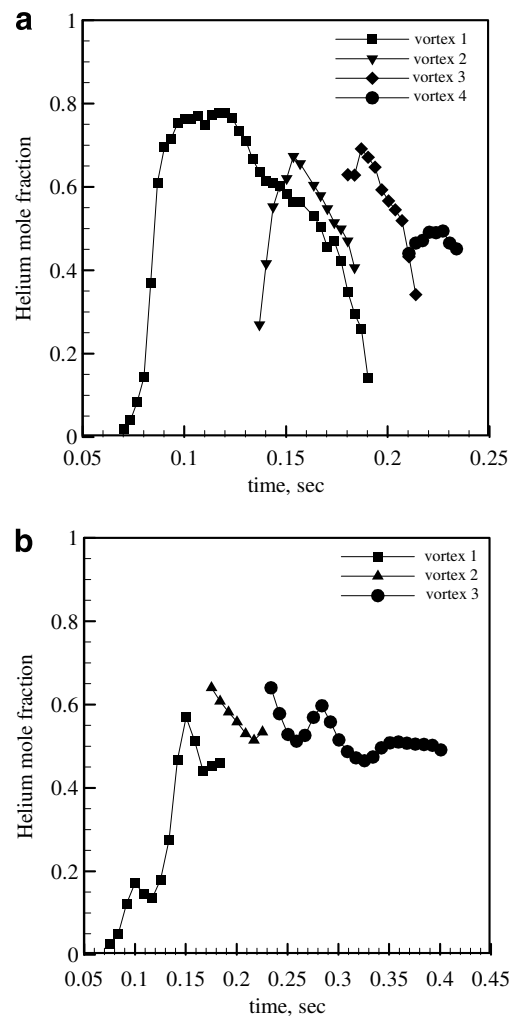 a
1
0.8
0.6
0.4
0.2
0
Helium mole fraction
vortex 1
vortex 2
vortex 3
vortex 4
0.05 0.1 0.15 0.2 0.25
time, sec
b
1
0.8
0.6
0.4
0.2
0
Helium mole fraction
vortex 1
vortex 2
vortex 3
0.05 0.1 0.15 0.2 0.25 0.3 0.35 0.4 0.45
time, sec